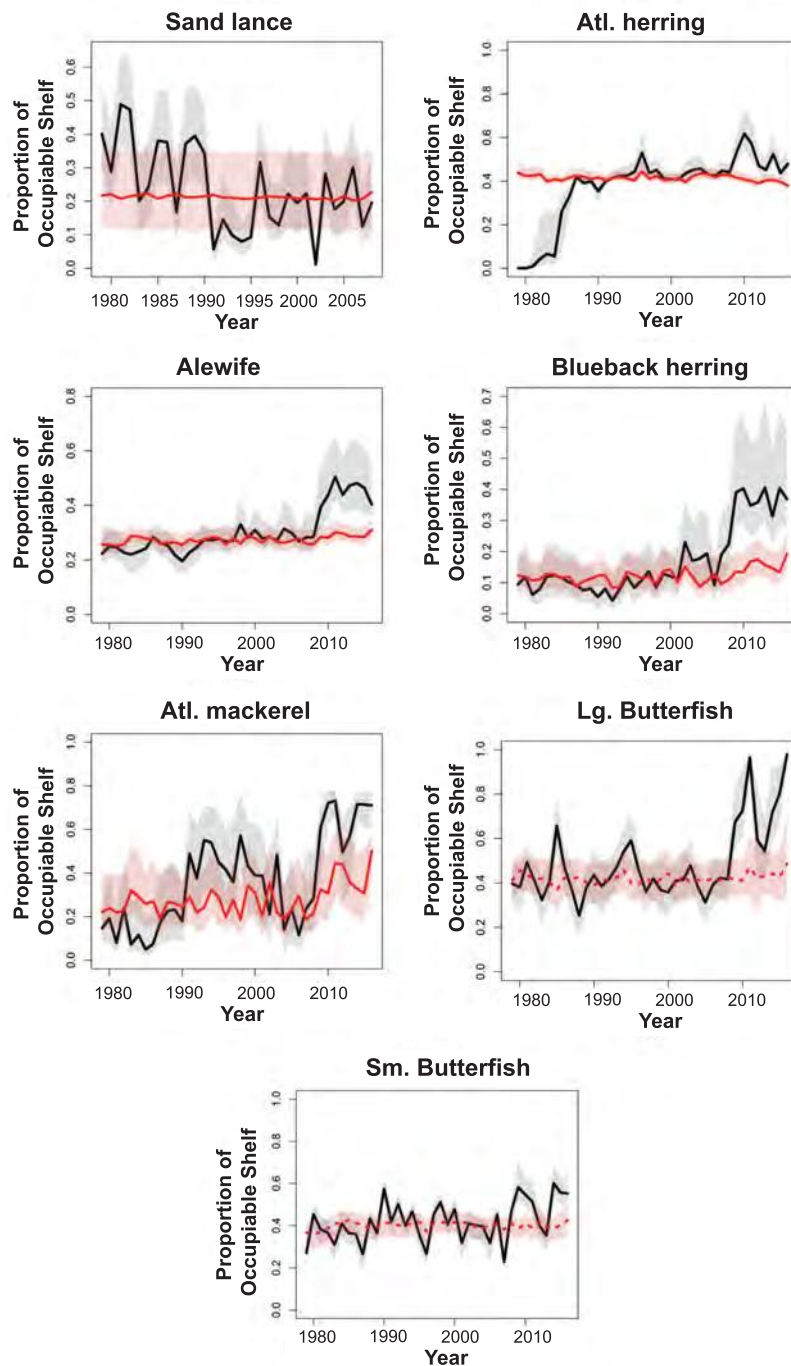 Sand lance
Proportion of
Occupiable Shelf
0.6
0.5
0.4
0.3
0.2
0.1
0.0
1980 1985 1990 1995 2000 2005
Year
Atl. herring
Proportion of
Occupiable Shelf
1.0
0.8
0.6
0.4
0.2
0.0
1980 1990 2000 2010
Year
Alewife
Proportion of
Occupiable Shelf
0.8
0.6
0.4
0.2
0.0
1980 1990 2000 2010
Year
Blueback herring
Proportion of
Occupiable Shelf
0.7
0.6
0.5
0.4
0.3
0.2
0.1
0.0
1980 1990 2000 2010
Year
Atl. mackerel
Proportion of
Occupiable Shelf
1.0
0.8
0.6
0.4
0.2
0.0
1980 1990 2000 2010
Year
Lg. Butterfish
Proportion of
Occupiable Shelf
1.0
0.8
0.6
0.4
0.2
0.0
1980 1990 2000 2010
Year
Sm. Butterfish
Proportion of
Occupiable Shelf
1.0
0.8
0.6
0.4
0.2
0.0
1980 1990 2000 2010
Year